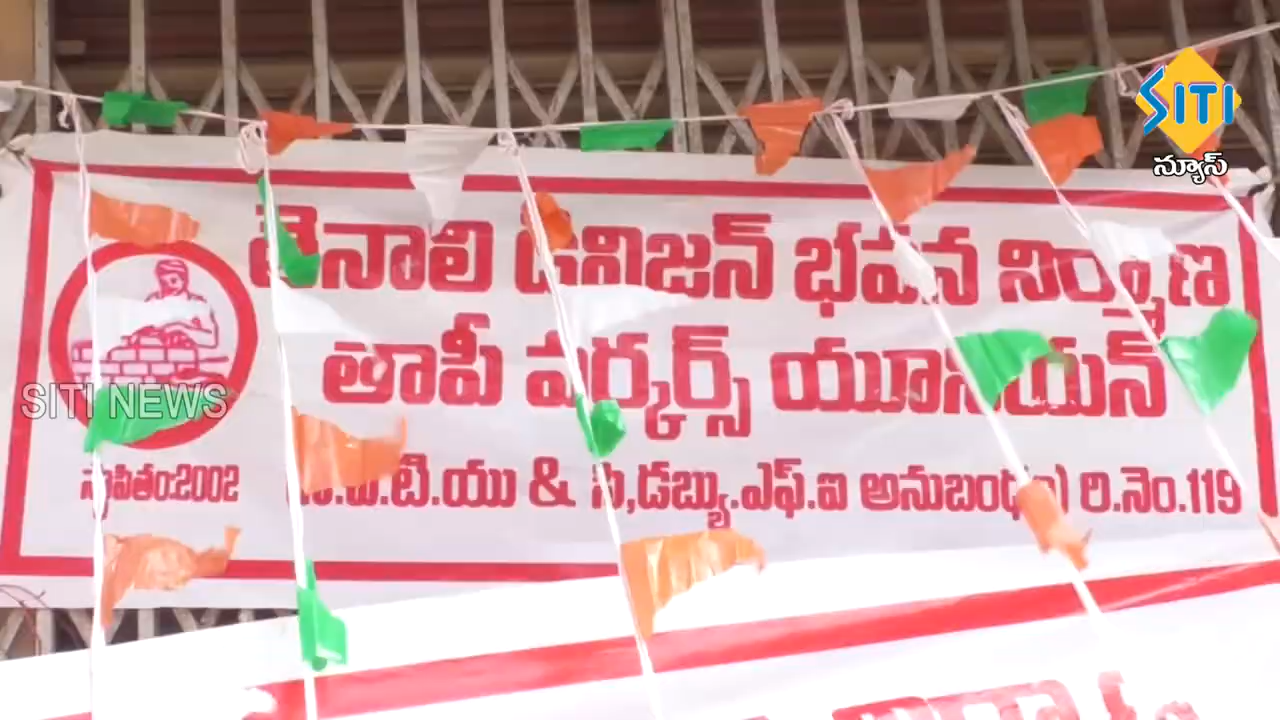 SITI
న్యూస్
తెనాలి డివిజన్ భవన నిర్మాణ
తాపీ వర్కర్స్ యూనియన్
SITI NEWS
స్థాపితం:2002
సి.ఐ.టి.యు & సి,డబ్యు.ఎఫ్.ఐ అనుబంధం) రి.నెం.119